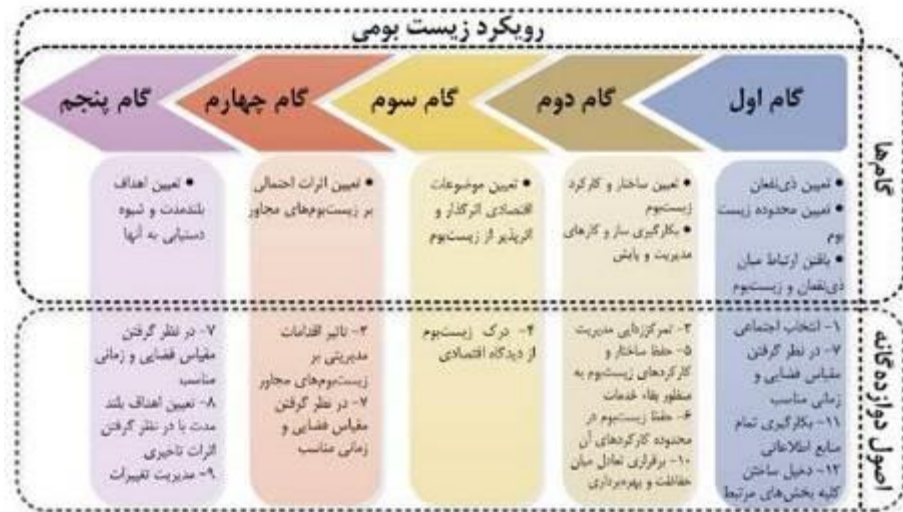 رویکرد زیست بومی
گام‌ها
گام اول
گام دوم
گام سوم
گام چهارم
گام پنجم
• تعیین ذی‌نفعان
• تعیین محدوده زیست
بوم
• یافتن ارتباط میان
ذی‌نفعان و زیست‌بوم
• تعیین ساختار و کارکرد
زیست‌بوم
• بکارگیری ساز و کارهای
مدیریت و پایش
• تعیین موضوعات
اقتصادی اثرگذار و
اثرپذیر از زیست‌بوم
• تعیین اثرات احتمالی
بر زیست‌بوم‌های مجاور
• تعیین اهداف
بلندمدت و شیوه
دستیابی به آنها
اصول دوازده‌گانه
۱- انتخاب اجتماعی
۷- در نظر گرفتن
مقیاس فضایی و
زمانی مناسب
۱۱- بکارگیری تمام
منابع اطلاعاتی
۱۲- دخیل ساختن
کلیه بخش‌های مرتبط
۲- تمرکززدایی مدیریت
۵- حفظ ساختار و
کارکردهای زیست‌بوم به
منظور بقاء خدمات
۶- حفظ زیست‌بوم در
محدوده کارکردهای آن
۱۰- برقراری تعادل میان
حفاظت و بهره‌برداری
۴- درک زیست‌بوم
از دیدگاه اقتصادی
۳- تاثیر اقدامات
مدیریتی بر
زیست‌بوم‌های مجاور
۷- در نظر گرفتن
مقیاس فضایی و
زمانی مناسب
۷- در نظر گرفتن
مقیاس فضایی و زمانی
مناسب
۸- تعیین اهداف بلند
مدت با در نظر گرفتن
اثرات تاخیری
۹- مدیریت تغییرات